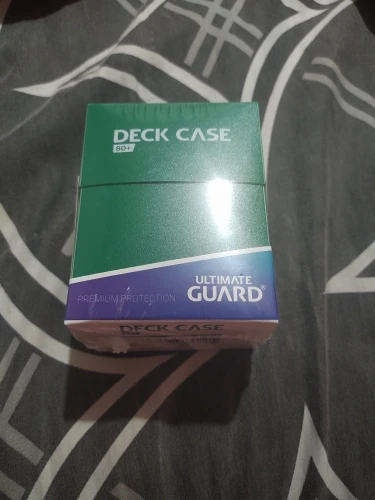 DECK CASE
80+
PREMIUM PROTECTION
ULTIMATE
GUARD®
DECK CASE